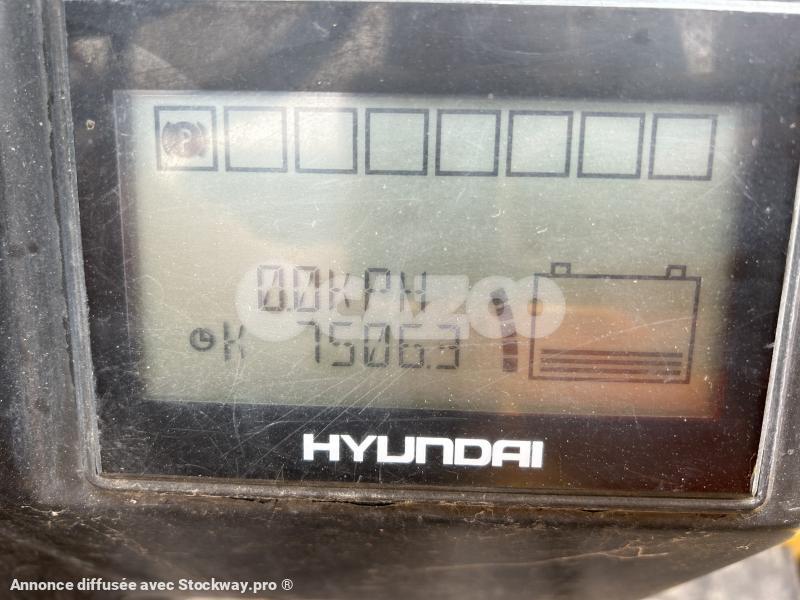 P
0.0KPH
H 7506.3
HYUNDAI
Annonce diffusée avec Stockway.pro ®